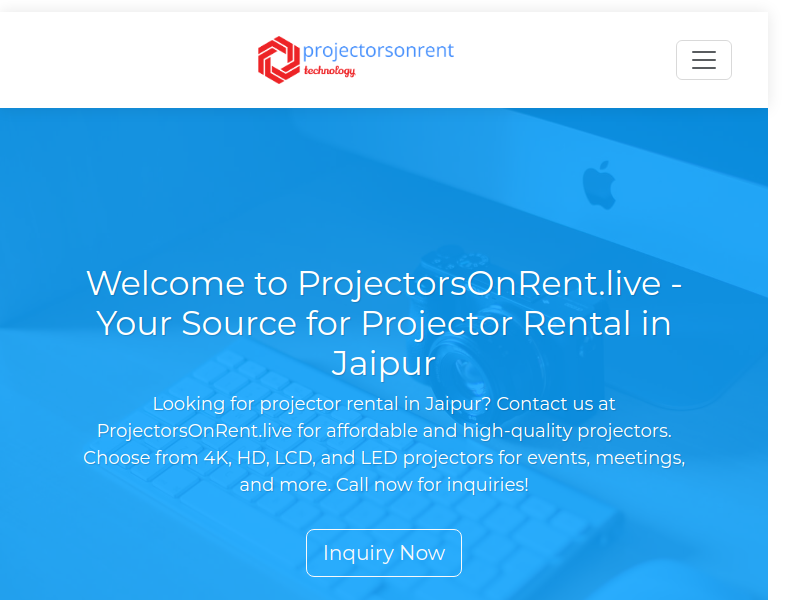 projectorsonrent
technology
Welcome to ProjectorsOnRent.live -
Your Source for Projector Rental in
Jaipur
Looking for projector rental in Jaipur? Contact us at
ProjectorsOnRent.live for affordable and high-quality projectors.
Choose from 4K, HD, LCD, and LED projectors for events, meetings,
and more. Call now for inquiries!
Inquiry Now